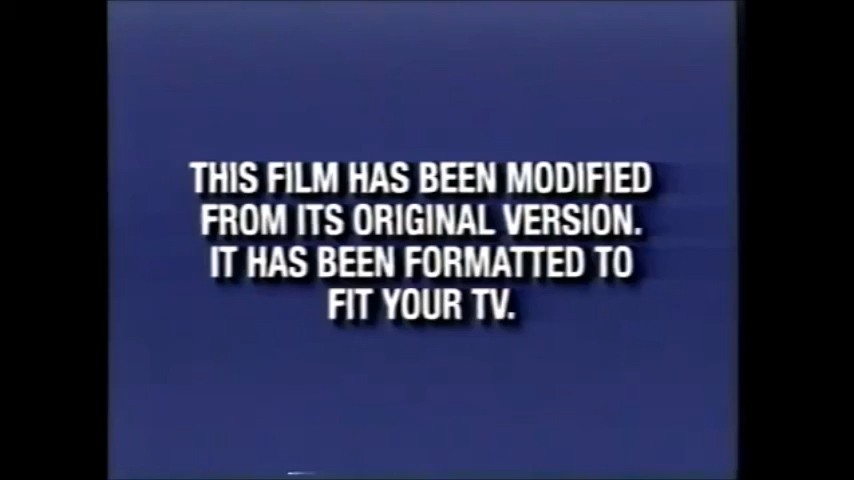 THIS FILM HAS BEEN MODIFIED
FROM ITS ORIGINAL VERSION.
IT HAS BEEN FORMATTED TO
FIT YOUR TV.